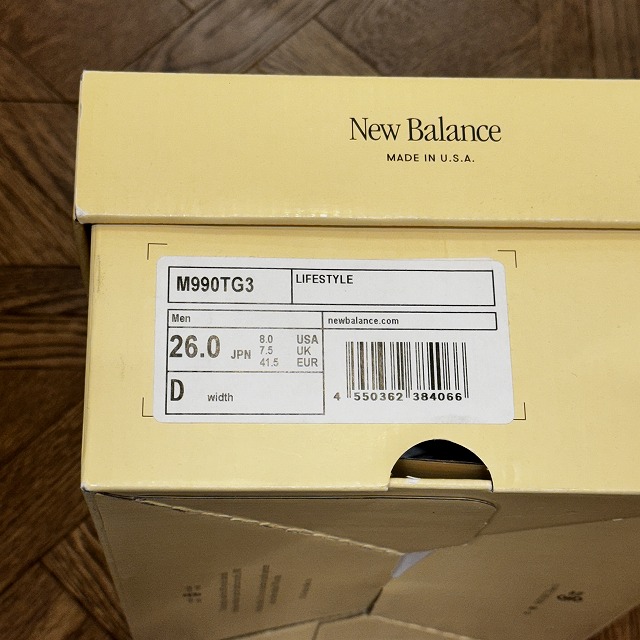 New Balance
MADE IN U.S.A.
M990TG3
LIFESTYLE
Men
newbalance.com
26.0 JPN
8.0 USA
7.5 UK
41.5 EUR
D width
4 550362 384066